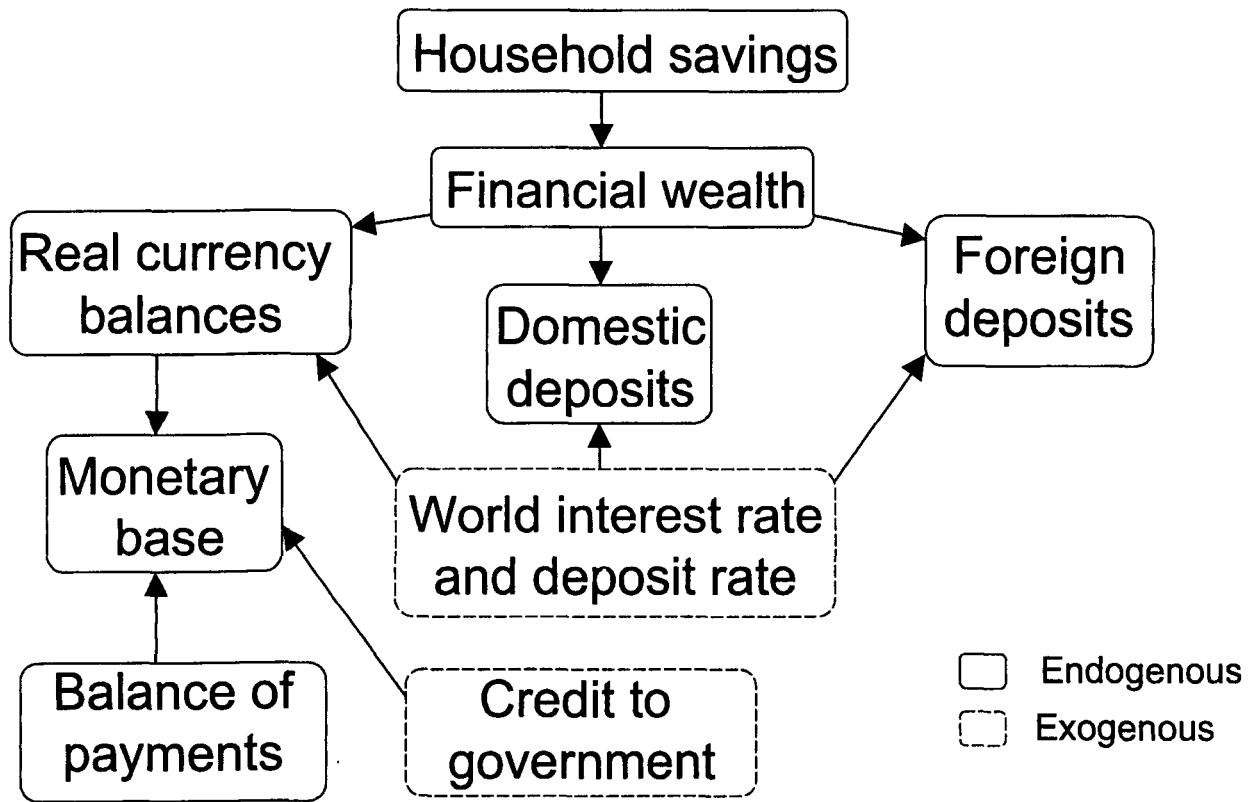 Household savings
Financial wealth
Real currency
balances
Foreign
deposits
Domestic
deposits
Monetary
base
World interest rate
and deposit rate
Balance of
payments
Credit to
government
Endogenous
Exogenous